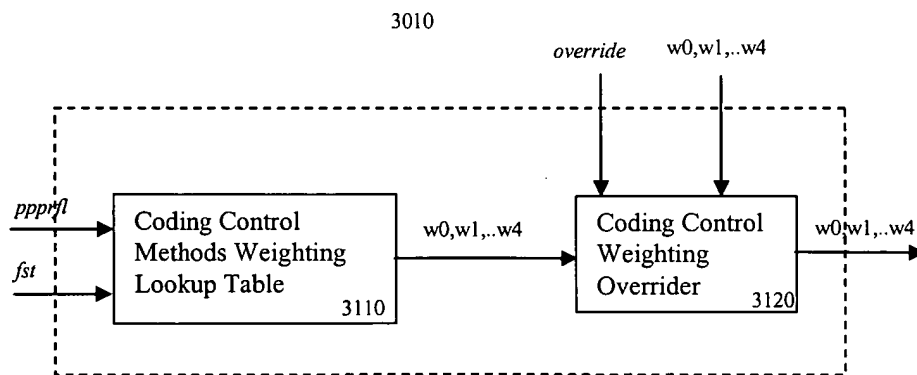 3010
override
w0,w1,..w4
ppprfl
fst
Coding Control
Methods Weighting
Lookup Table
3110
w0,w1,..w4
Coding Control
Weighting
Overrider
3120
w0,w1,..w4